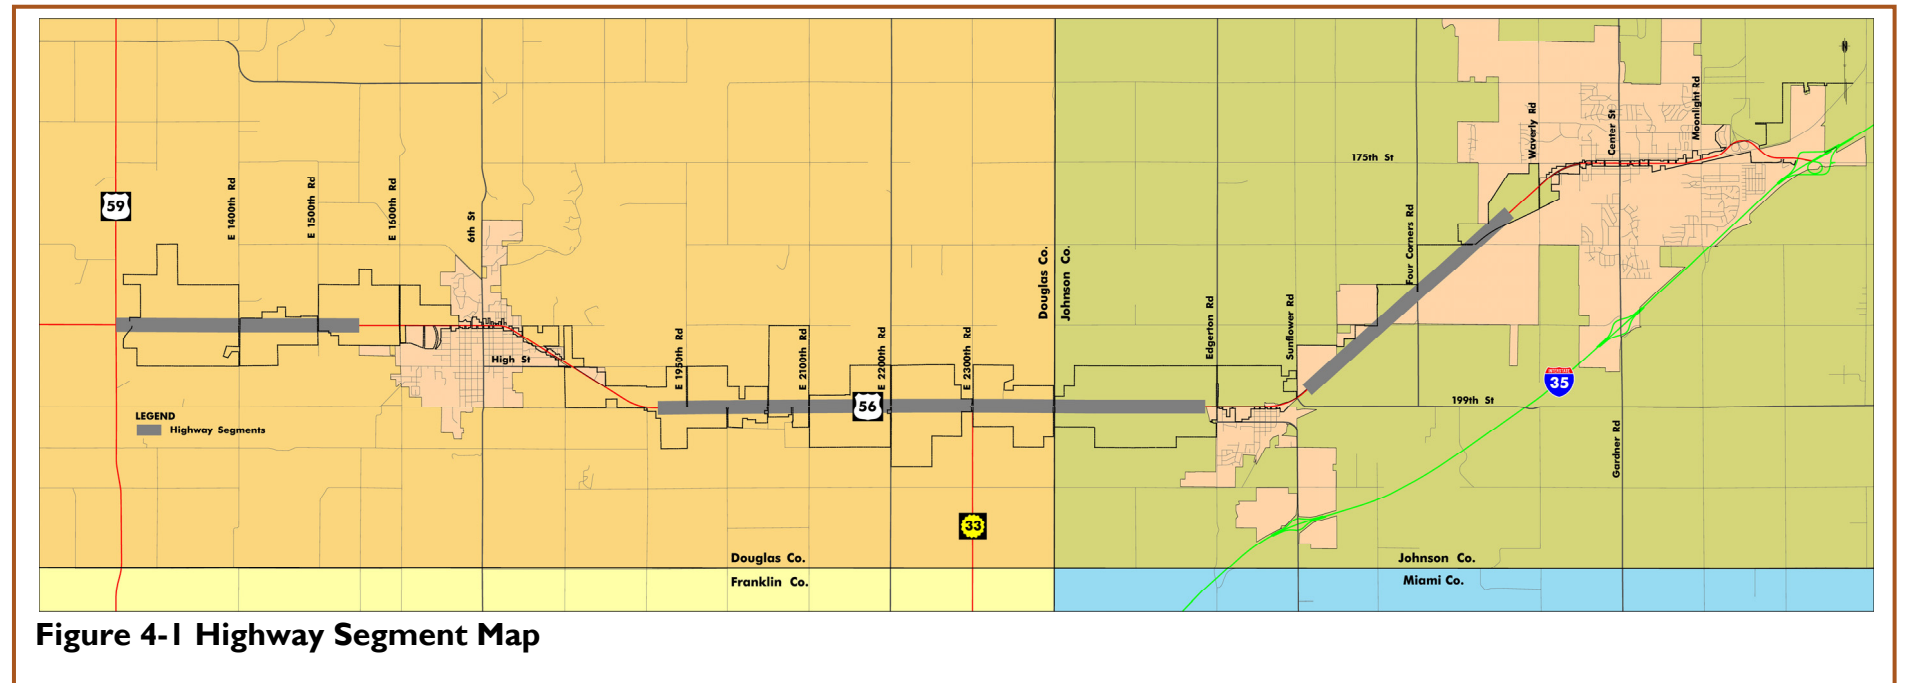 N
Moonlight Rd
Center St
Waverly Rd
175th St
59
E 1400th Rd
E 1500th Rd
E 1600th Rd
6th St
Four Corners Rd
Douglas Co.
Johnson Co.
Edgerton Rd
Sunflower Rd
High St
E 1950th Rd
E 2100th Rd
E 2200th Rd
E 2300th Rd
56
INTERSTATE
35
199th St
Gardner Rd
LEGEND
Highway Segments
33
Douglas Co.
Franklin Co.
Johnson Co.
Miami Co.
Figure 4-1 Highway Segment Map